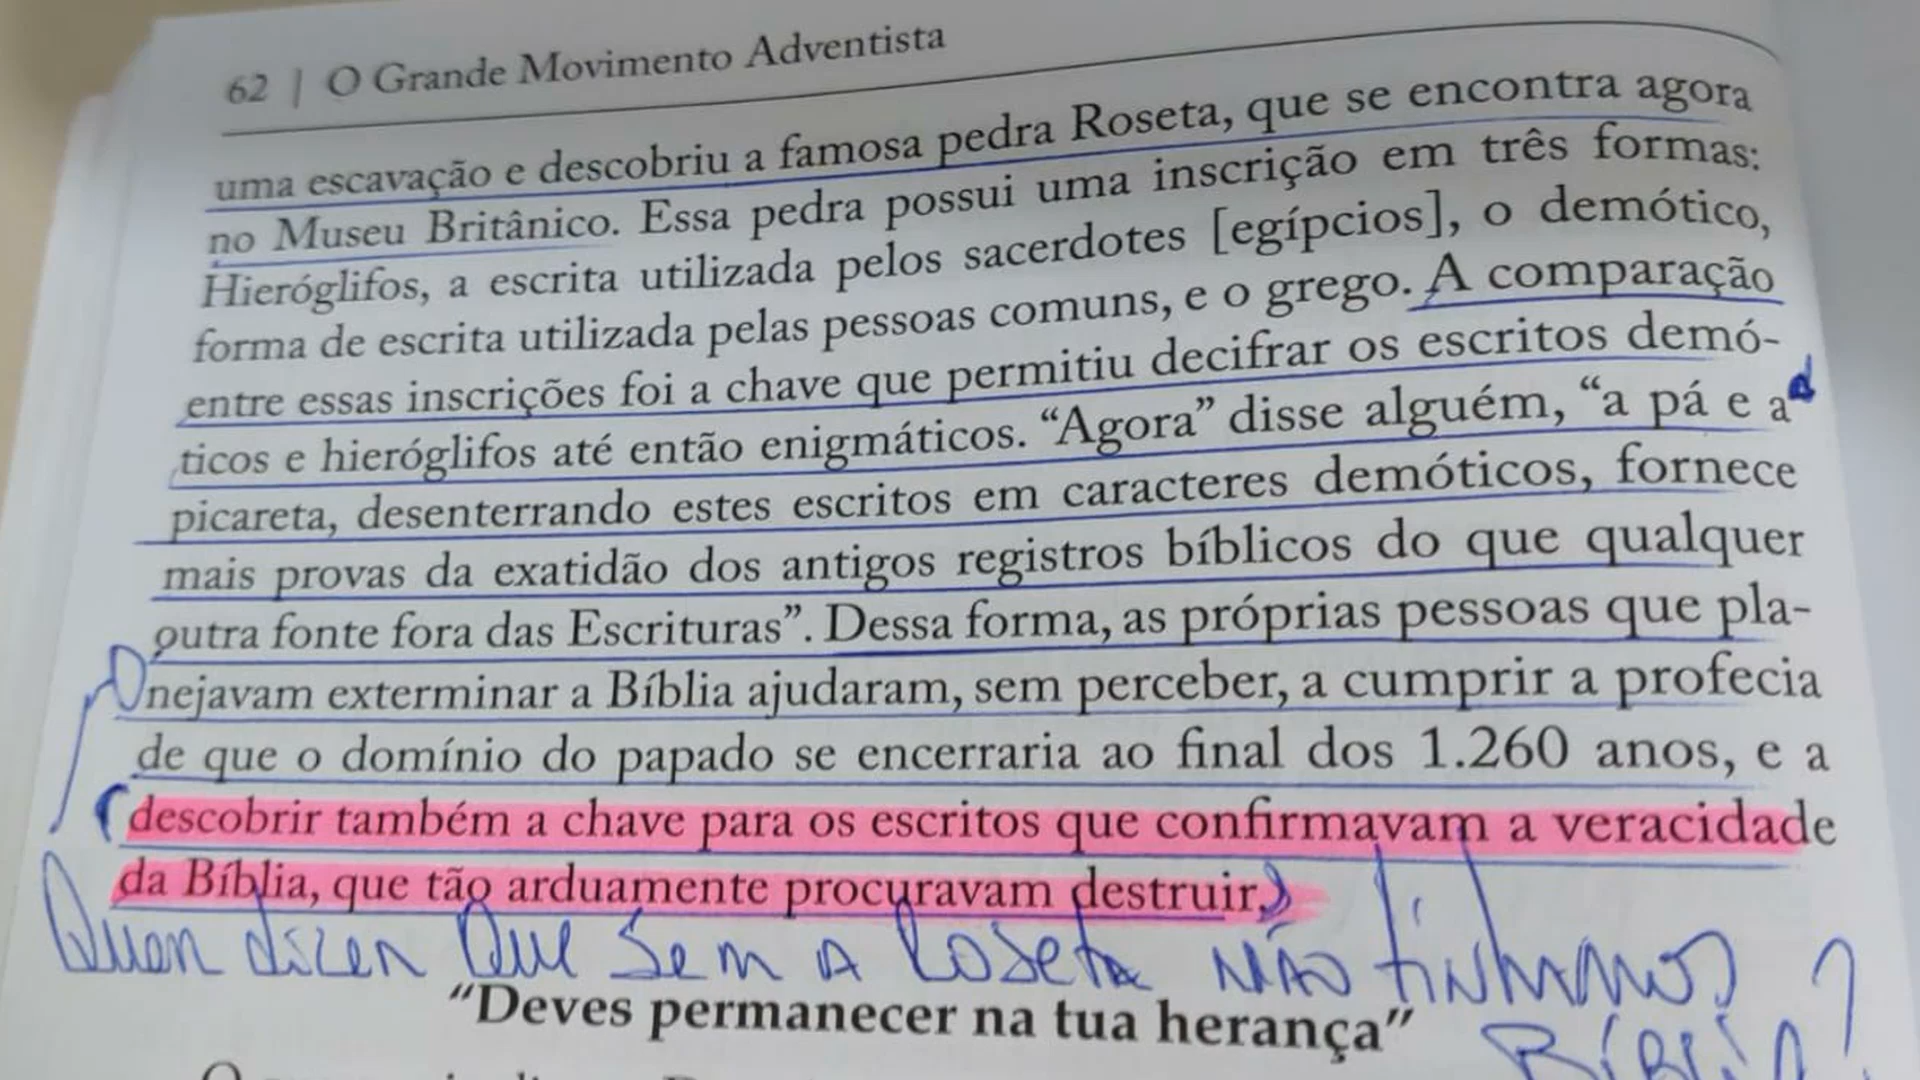 62 | O Grande Movimento Adventista
uma escavação e descobriu a famosa pedra Roseta, que se encontra agora
no Museu Britânico. Essa pedra possui uma inscrição em três formas:
Hieróglifos, a escrita utilizada pelos sacerdotes [egípcios], o demótico,
forma de escrita utilizada pelas pessoas comuns, e o grego. A comparação
entre essas inscrições foi a chave que permitiu decifrar os escritos demó-
ticos e hieróglifos até então enigmáticos. “Agora” disse alguém, “a pá e a
picareta, desenterrando estes escritos em caracteres demóticos, fornece
mais provas da exatidão dos antigos registros bíblicos do que qualquer
outra fonte fora das Escrituras”. Dessa forma, as próprias pessoas que pla-
nejavam exterminar a Bíblia ajudaram, sem perceber, a cumprir a profecia
de que o domínio do papado se encerraria ao final dos 1.260 anos, e a
descobrir também a chave para os escritos que confirmavam a veracidade
da Bíblia, que tão arduamente procuravam destruir.
Quer dizer que sem a Roseta não tinhamos
Bíblia?
“Deves permanecer na tua herança”